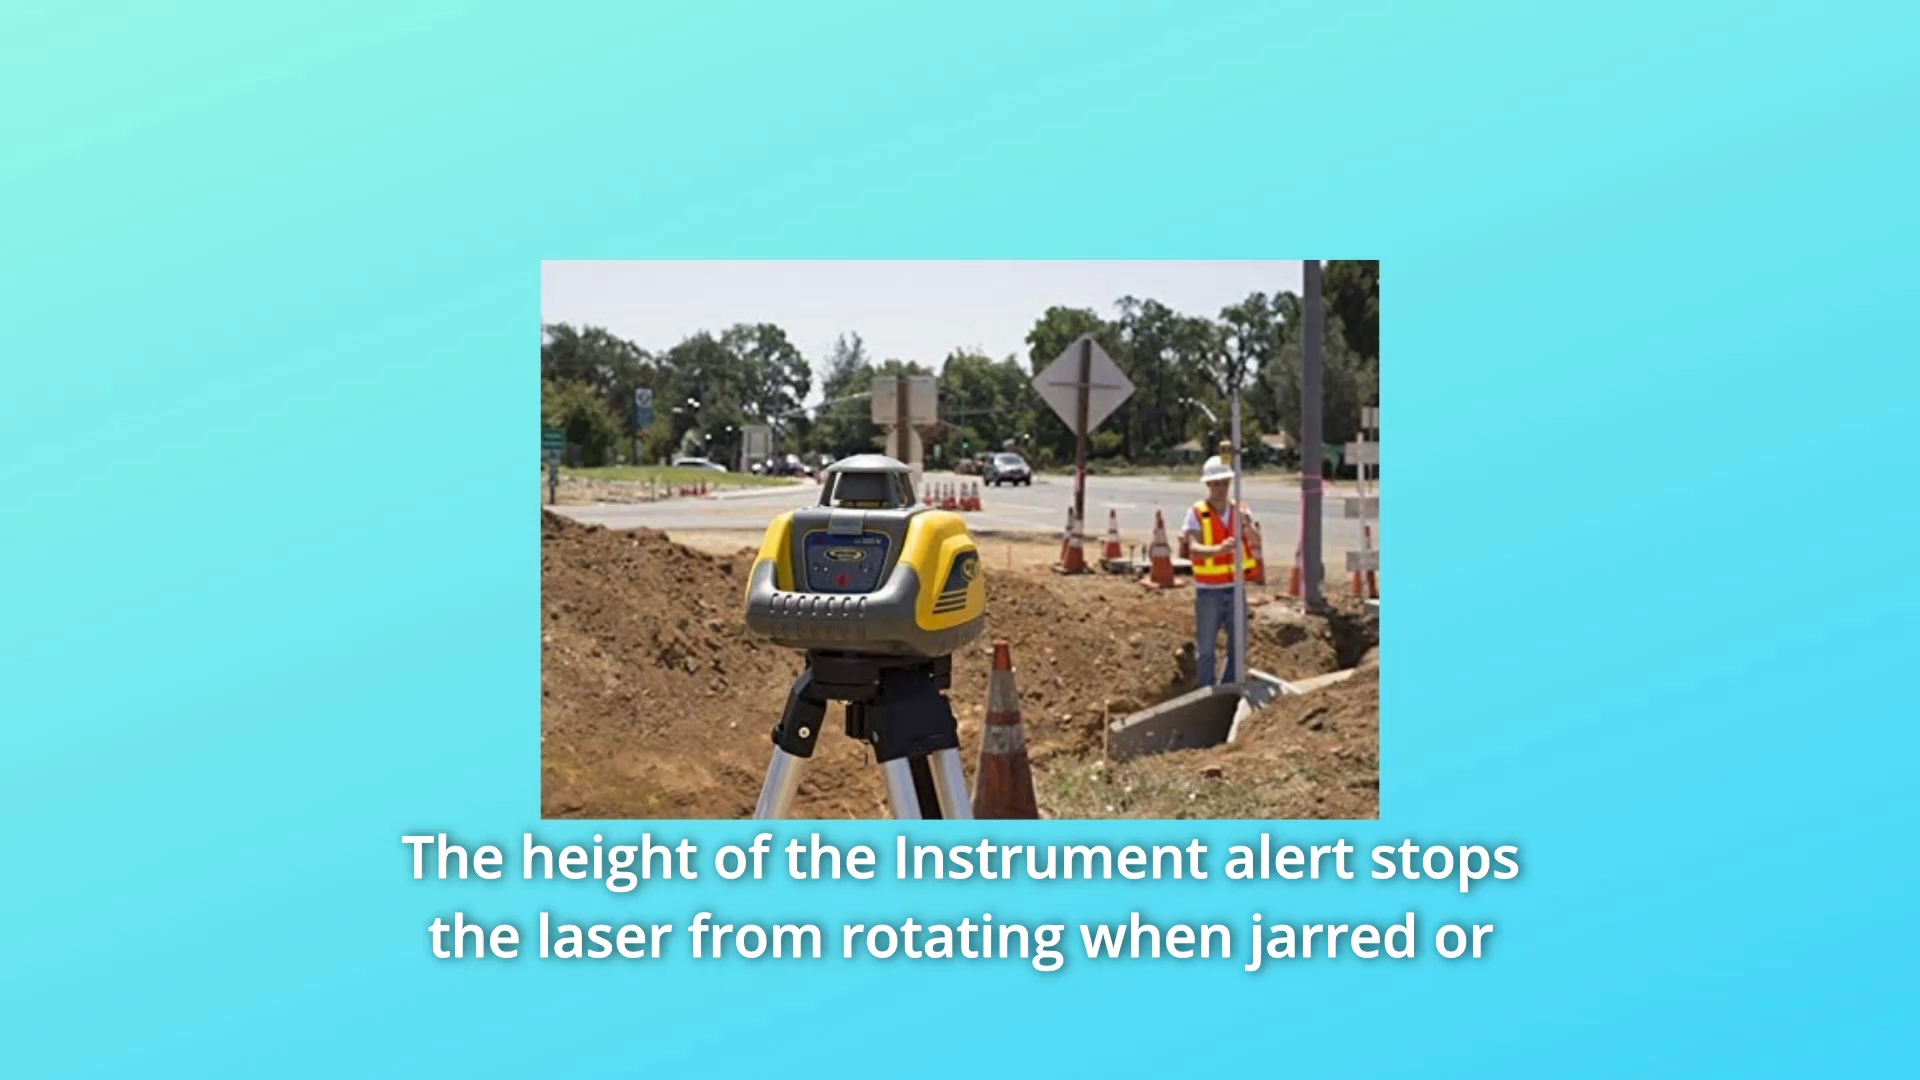 The height of the Instrument alert stops
the laser from rotating when jarred or